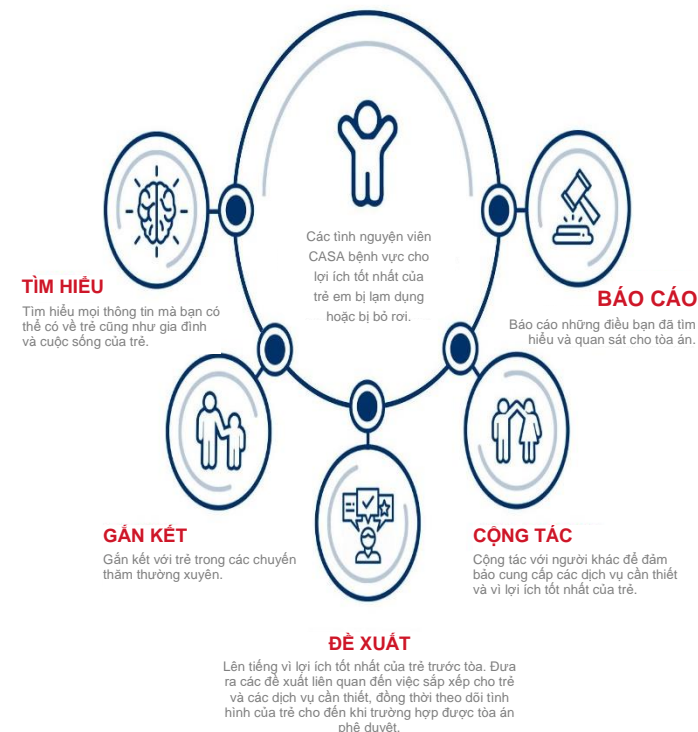 Các tình nguyện viên
CASA bệnh vực cho
lợi ích tốt nhất của
trẻ em bị lạm dụng
hoặc bị bỏ rơi.
TÌM HIỂU
Tìm hiểu mọi thông tin mà bạn có
thể có về trẻ cũng như gia đình
và cuộc sống của trẻ.
BÁO CÁO
Báo cáo những điều bạn đã tìm
hiểu và quan sát cho tòa án.
GẮN KẾT
Gắn kết với trẻ trong các chuyến
thăm thường xuyên.
CỘNG TÁC
Cộng tác với người khác để đảm
bảo cung cấp các dịch vụ cần thiết
và vì lợi ích tốt nhất của trẻ.
ĐỀ XUẤT
Lên tiếng vì lợi ích tốt nhất của trẻ trước tòa. Đưa
ra các đề xuất liên quan đến việc sắp xếp cho trẻ
và các dịch vụ cần thiết, đồng thời theo dõi tình
hình của trẻ cho đến khi trường hợp được tòa án
phê duyệt.